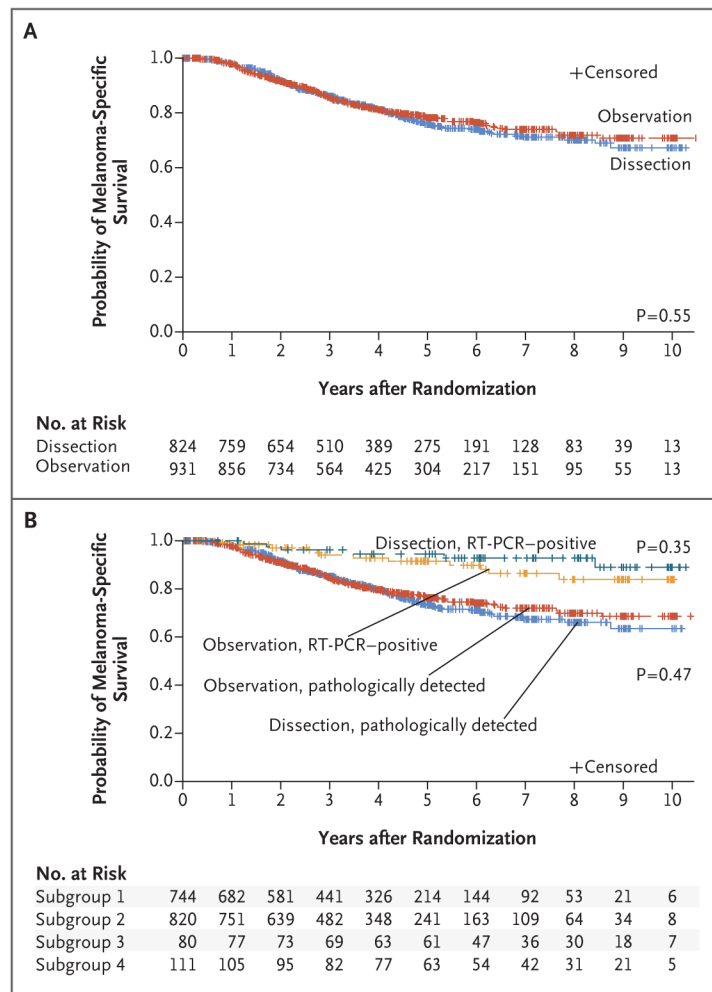 A
1.0
0.8
0.6
0.4
0.2
0.0
Probability of Melanoma-Specific
Survival
+Censored
Observation
Dissection
P=0.55
0 1 2 3 4 5 6 7 8 9 10
Years after Randomization
No. at Risk
Dissection 824 759 654 510 389 275 191 128 83 39 13
Observation 931 856 734 564 425 304 217 151 95 55 13
B
1.0
0.8
0.6
0.4
0.2
0.0
Probability of Melanoma-Specific
Survival
Dissection, RT-PCR–positive
P=0.35
Observation, RT-PCR–positive
Observation, pathologically detected
P=0.47
Dissection, pathologically detected
+Censored
0 1 2 3 4 5 6 7 8 9 10
Years after Randomization
No. at Risk
Subgroup 1 744 682 581 441 326 214 144 92 53 21 6
Subgroup 2 820 751 639 482 348 241 163 109 64 34 8
Subgroup 3 80 77 73 69 63 61 47 36 30 18 7
Subgroup 4 111 105 95 82 77 63 54 42 31 21 5